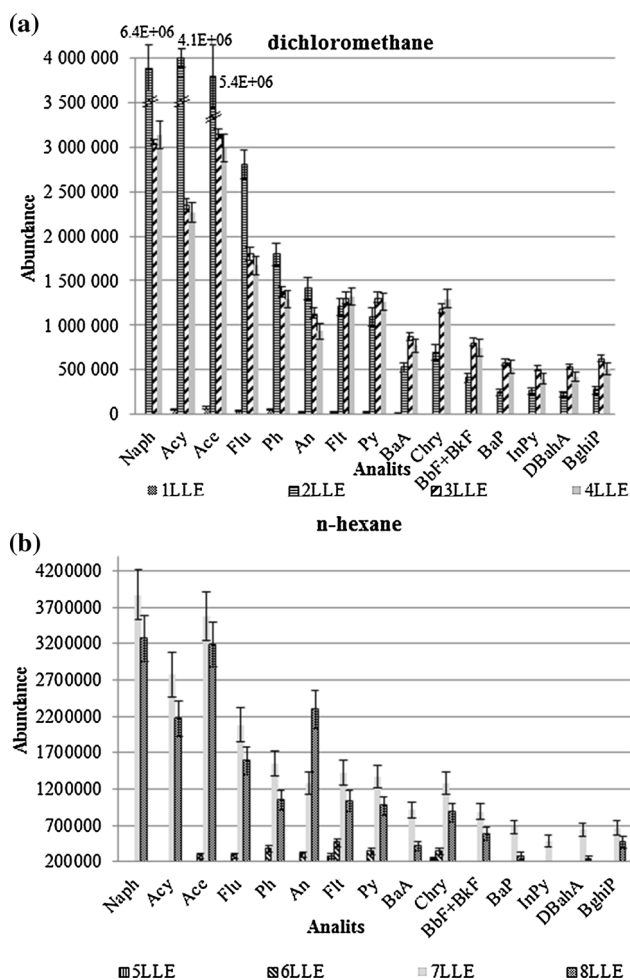 (a)
6.4E+06 4.1E+06
dichloromethane
5.4E+06
4 000 000
3 500 000
3 000 000
2 500 000
2 000 000
1 500 000
1 000 000
500 000
0
Abundance
Naph Acy Ace Flu Ph An Flt Py BaA Chry BbF+BkF BaP InPy DBahA BghiP
Analits
1LLE 2LLE 3LLE 4LLE
(b)
n-hexane
4200000
3700000
3200000
2700000
2200000
1700000
1200000
700000
200000
Abundance
Naph Acy Ace Flu Ph An Flt Py BaA Chry BbF+BkF BaP InPy DBahA BghiP
Analits
5LLE 6LLE 7LLE 8LLE